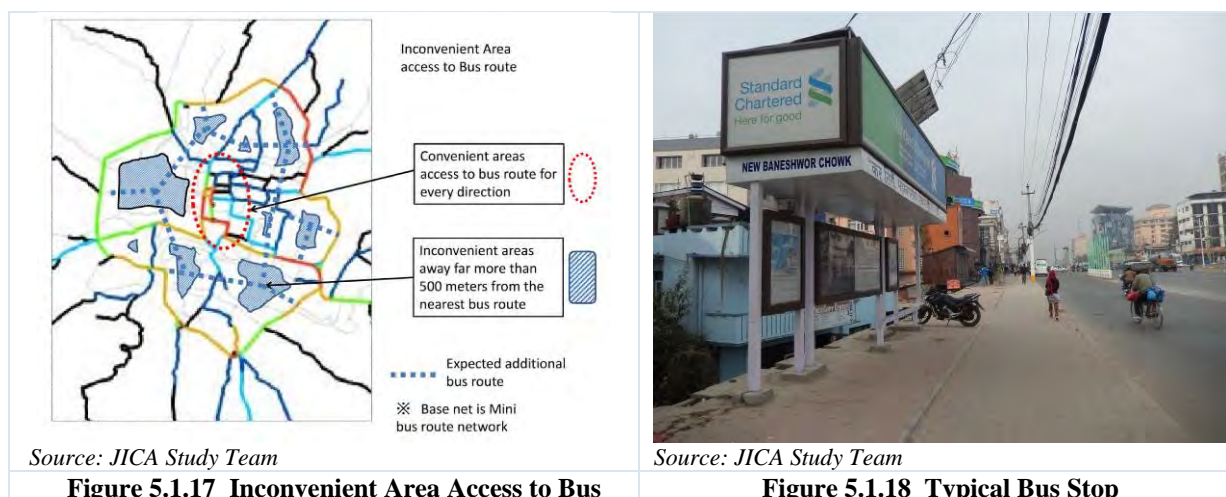 Inconvenient Area
access to Bus route
Convenient areas
access to bus route for
every direction
Inconvenient areas
away far more than
500 meters from the
nearest bus route
Expected additional
bus route
※ Base net is Mini
bus route network
Source: JICA Study Team
Figure 5.1.17 Inconvenient Area Access to Bus
Standard
Chartered
Here for good
NEW BANESHWOR CHOWK
Source: JICA Study Team
Figure 5.1.18 Typical Bus Stop